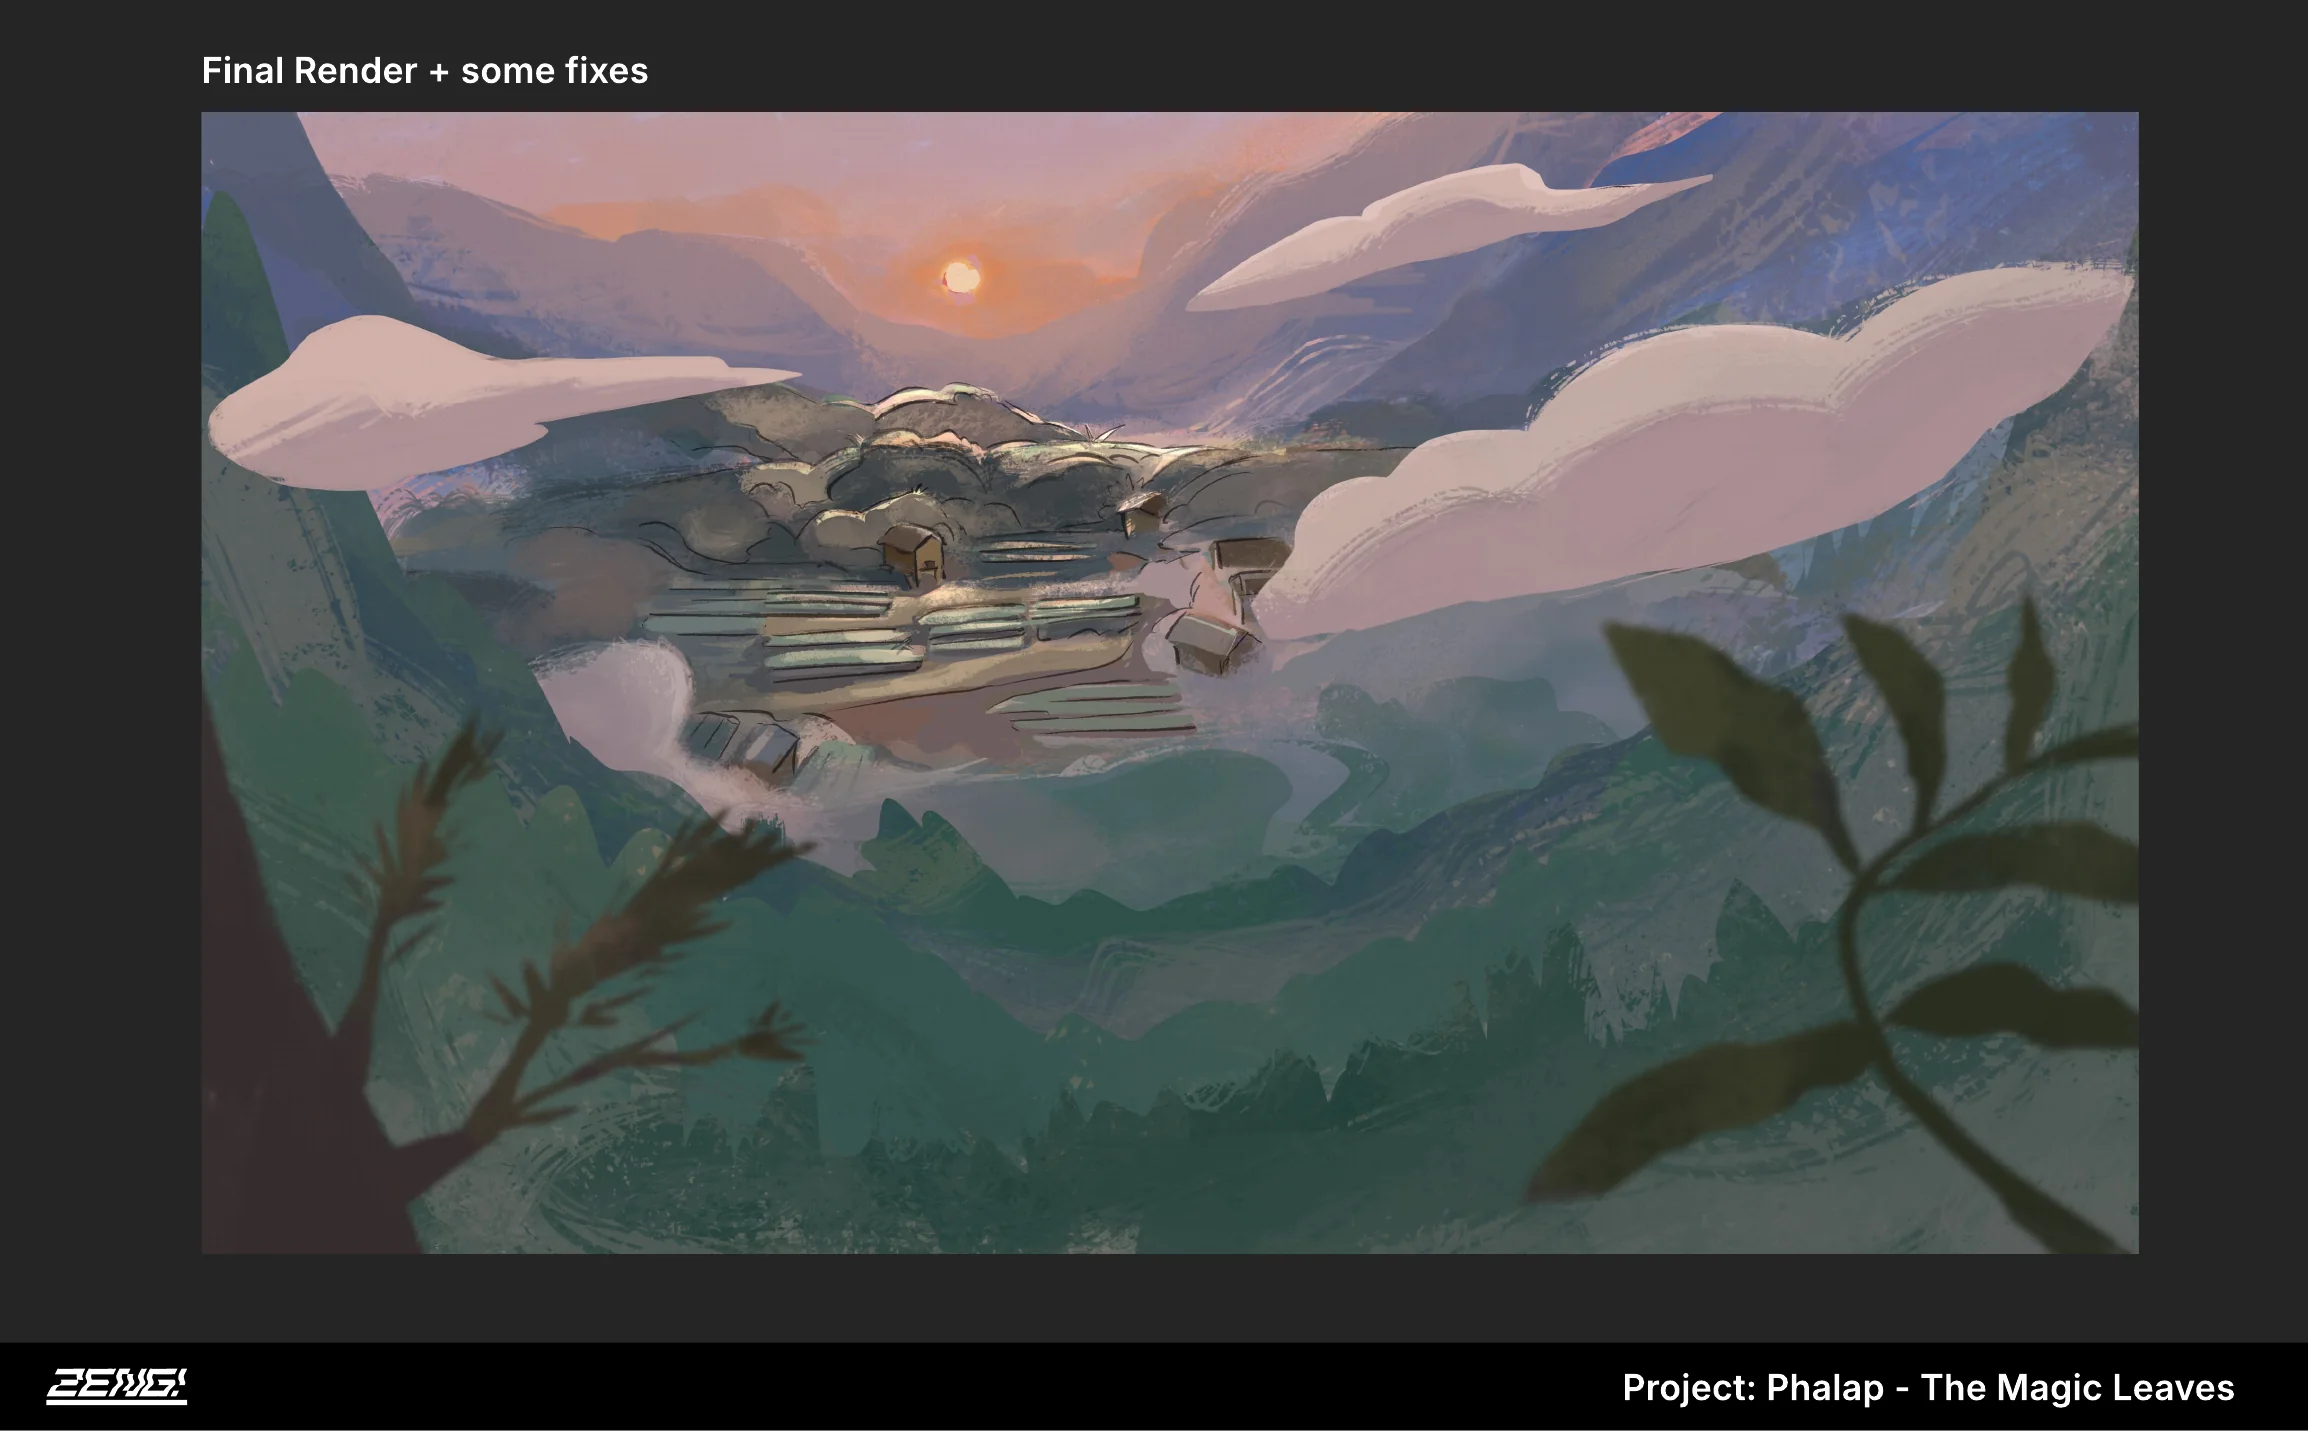 Final Render + some fixes
ZENG!
Project: Phalap - The Magic Leaves